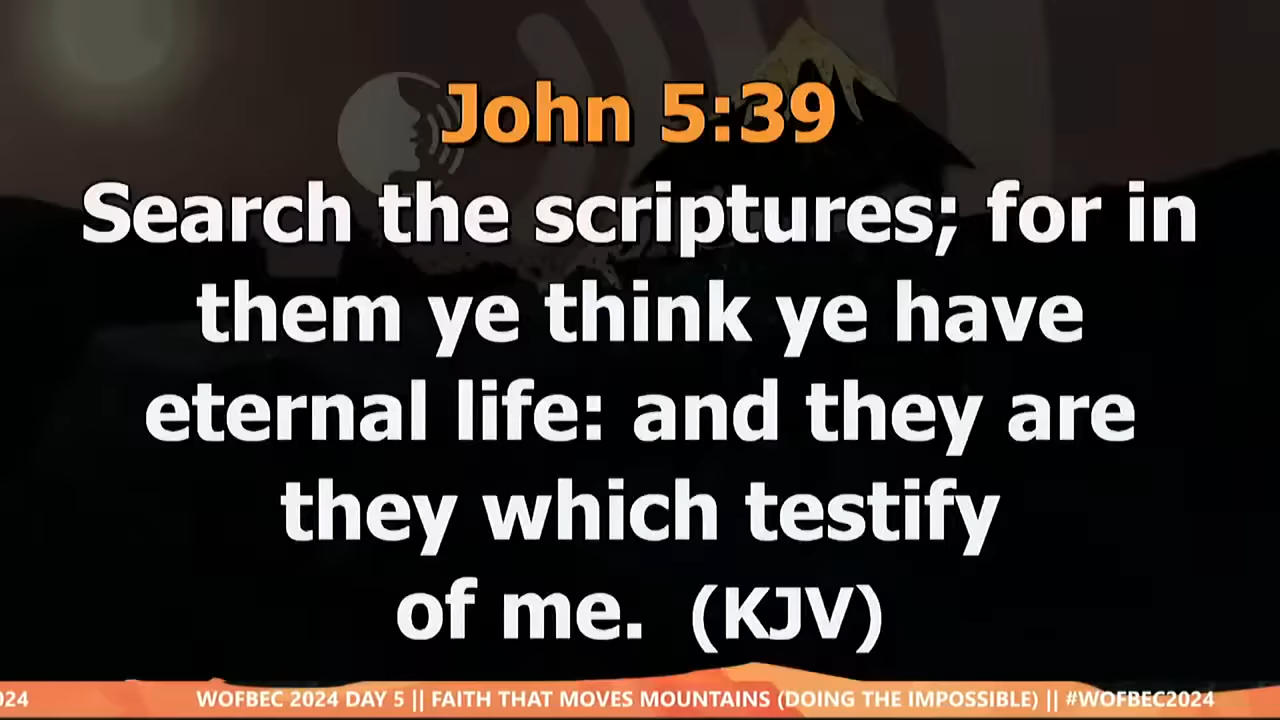 John 5:39
Search the scriptures; for in
them ye think ye have
eternal life: and they are
they which testify
of me. (KJV)
024 WOFBEC 2024 DAY 5 || FAITH THAT MOVES MOUNTAINS (DOING THE IMPOSSIBLE) || #WOFBEC2024